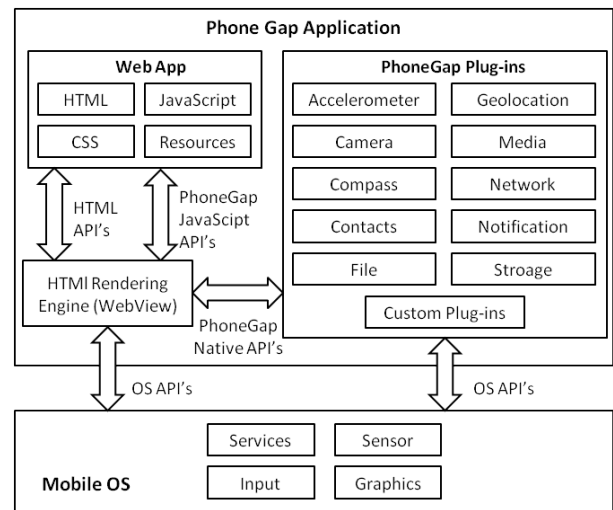 Phone Gap Application
Web App
HTML
JavaScript
CSS
Resources
PhoneGap Plug-ins
Accelerometer
Geolocation
Camera
Media
Compass
Network
Contacts
Notification
File
Stroage
Custom Plug-ins
HTML
API's
PhoneGap
JavaScipt
API's
HTMl Rendering
Engine (WebView)
PhoneGap
Native API's
OS API's
OS API's
Mobile OS
Services
Sensor
Input
Graphics